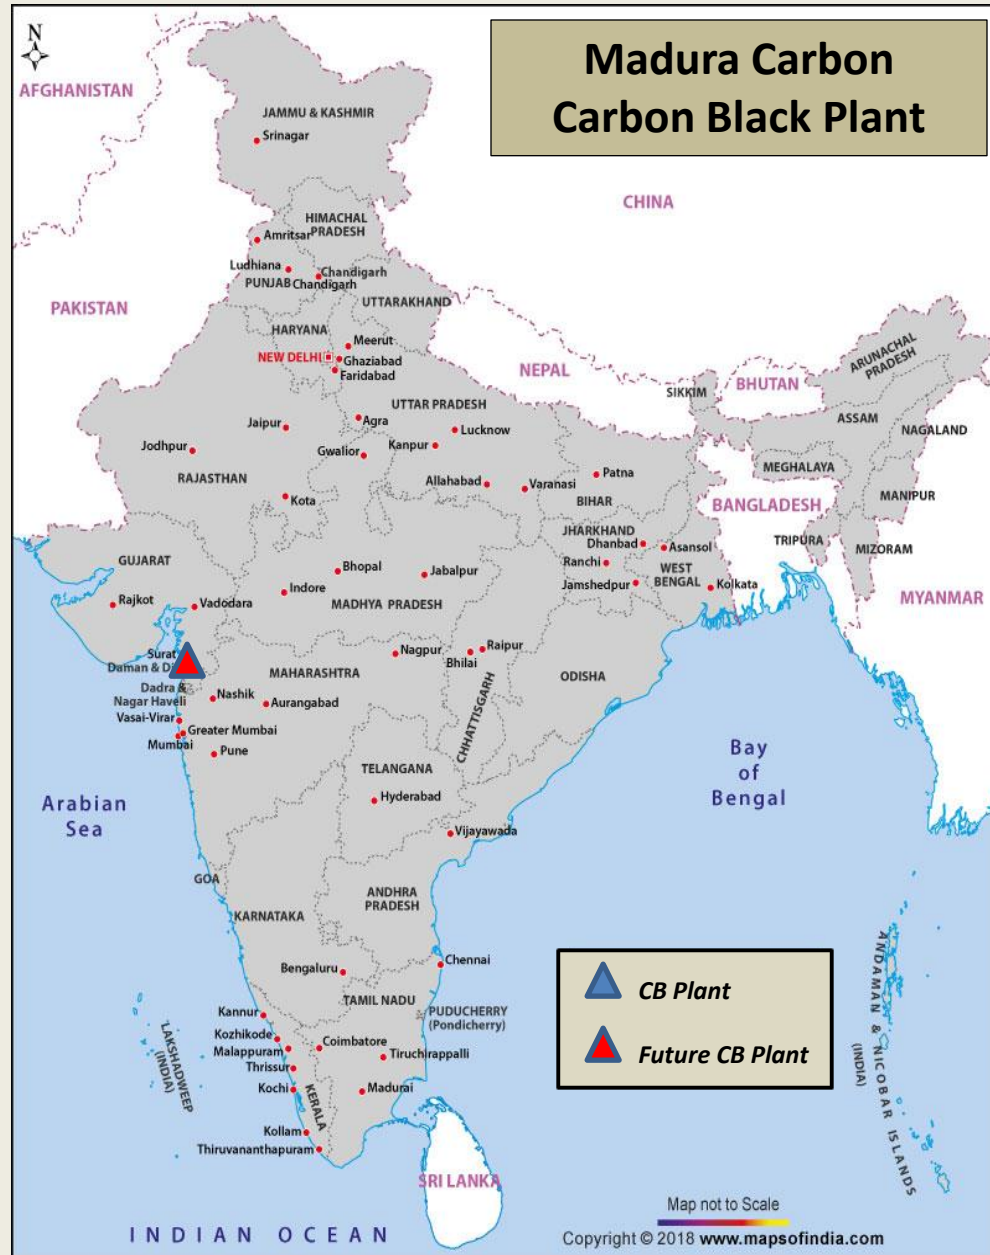 N
Madura Carbon
Carbon Black Plant
AFGHANISTAN
JAMMU & KASHMIR
Srinagar
CHINA
HIMACHAL
PRADESH
Amritsar
Ludhiana
Chandigarh
PUNJAB
Chandigarh
UTTARAKHAND
PAKISTAN
HARYANA
Meerut
NEW DELHI
Ghaziabad
Faridabad
NEPAL
SIKKIM
BHUTAN
ARUNACHAL
PRADESH
UTTAR PRADESH
ASSAM
NAGALAND
Jaipur
Agra
Lucknow
Jodhpur
Gwalior
Kanpur
MEGHALAYA
RAJASTHAN
Allahabad
Varanasi
Patna
BIHAR
MANIPUR
Kota
BANGLADESH
JHARKHAND
Dhanbad
Asansol
TRIPURA
MIZORAM
GUJARAT
Bhopal
Jabalpur
Ranchi
WEST
BENGAL
Indore
Jamshedpur
Kolkata
MYANMAR
Rajkot
Vadodara
MADHYA PRADESH
Surat
Daman & Di
Nagpur
Bhilai
Raipur
MAHARASHTRA
ODISHA
Dadra &
Nagar Haveli
Nashik
Aurangabad
CHHATTISGARH
Vasai-Virar
Greater Mumbai
Mumbai
Pune
TELANGANA
Hyderabad
Bay
of
Bengal
Arabian
Sea
Vijayawada
GOA
ANDHRA
PRADESH
KARNATAKA
Bengaluru
Chennai
CB Plant
Future CB Plant
TAMIL NADU
PUDUCHERRY
(Pondicherry)
Kannur
Kozhikode
Malappuram
Coimbatore
Tiruchirappalli
Thrissur
Kochi
KERALA
Madurai
LAKSHADWEEP
(INDIA)
ANDAMAN & NICOBAR ISLANDS
(INDIA)
Kollam
Thiruvananthapuram
SRI LANKA
Map not to Scale
INDIAN OCEAN
Copyright © 2018 www.mapsofindia.com